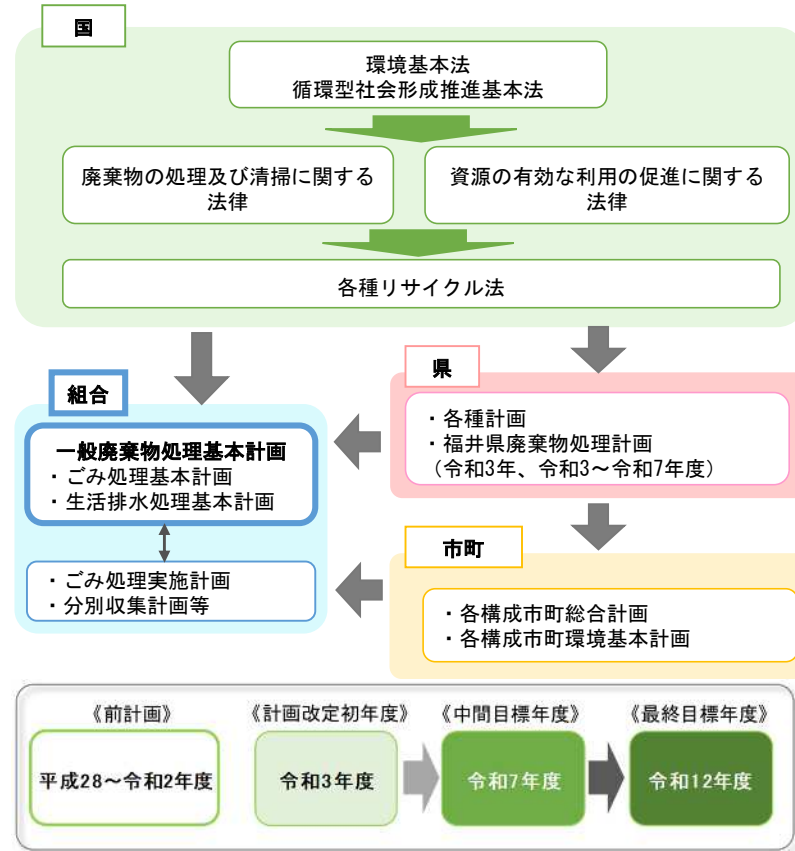 国
環境基本法
循環型社会形成推進基本法
廃棄物の処理及び清掃に関する
法律
資源の有効な利用の促進に関する
法律
各種リサイクル法
県
・各種計画
・福井県廃棄物処理計画
（令和3年、令和3～令和7年度）
組合
一般廃棄物処理基本計画
・ごみ処理基本計画
・生活排水処理基本計画
・ごみ処理実施計画
・分別収集計画等
市町
・各構成市町総合計画
・各構成市町環境基本計画
《前計画》
平成28～令和2年度
《計画改定初年度》
令和3年度
《中間目標年度》
令和7年度
《最終目標年度》
令和12年度